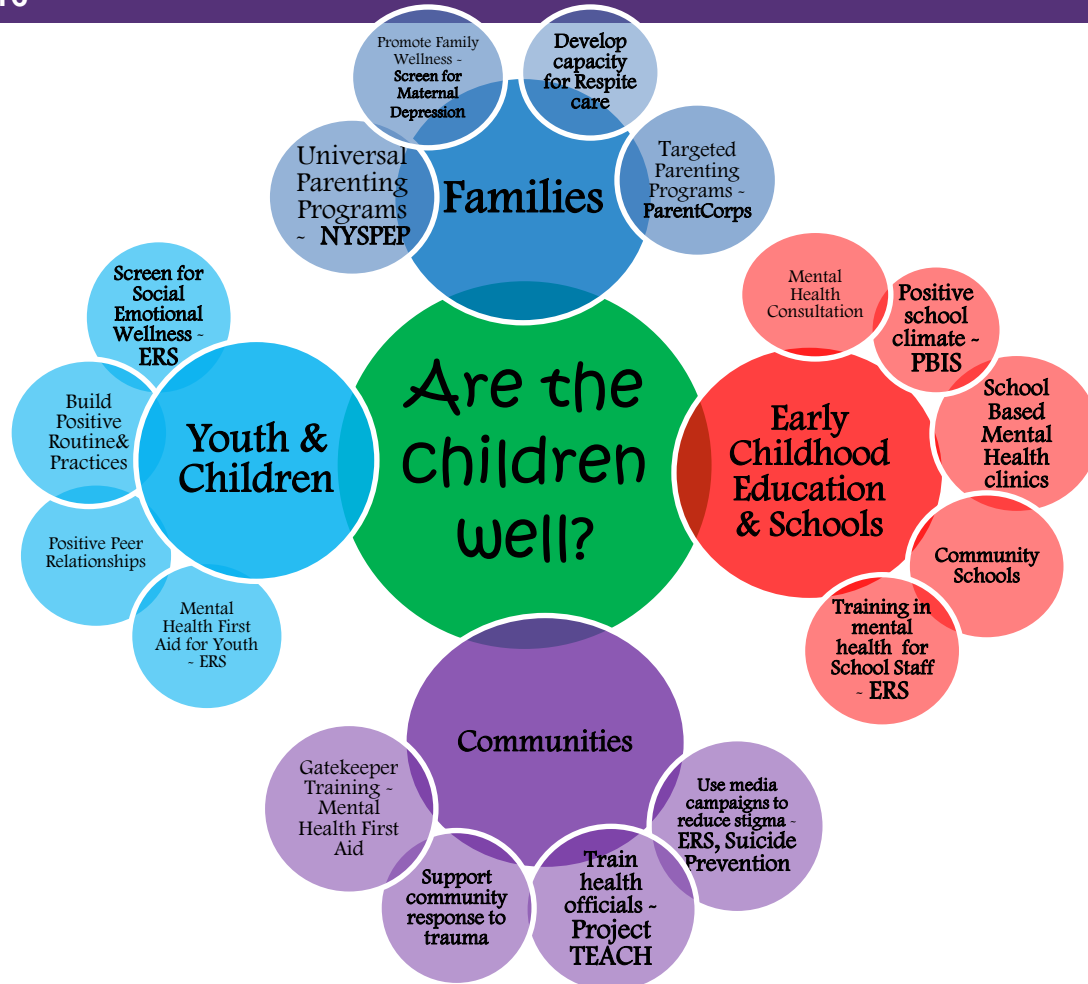 Promote Family
Wellness ~
Screen for
Maternal
Depression
Develop
capacity
for Respite
care
Universal
Parenting
Programs
~ NYSPEP
Families
Targeted
Parenting
Programs ~
ParentCorps
Screen for
Social
Emotional
Wellness ~
ERS
Build
Positive
Routine&
Practices
Youth &
Children
Positive Peer
Relationships
Mental
Health First
Aid for Youth
~ ERS
Are the
Children
well?
Mental
Health
Consultation
Positive
school
climate ~
PBIS
Early
Childhood
Education
& Schools
School
Based
Mental
Health
clinics
Community
Schools
Training in
mental
health for
School Staff
~ ERS
Communities
Gatekeeper
Training ~
Mental
Health First
Aid
Support
community
response to
trauma
Train
health
officials ~
Project
TEACH
Use media
campaigns to
reduce stigma ~
ERS, Suicide
Prevention